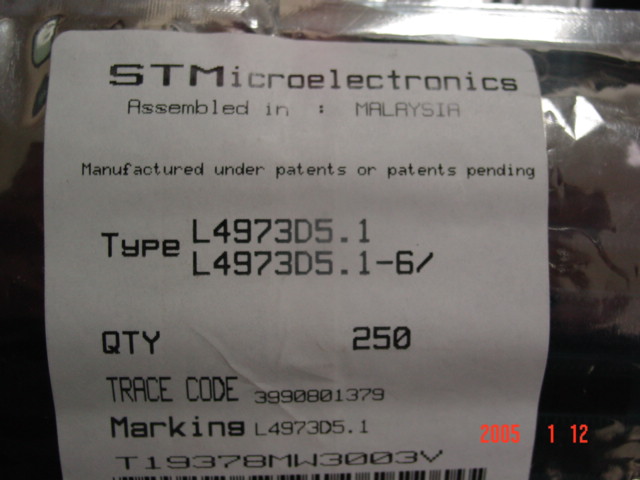 STMicroelectronics
Assembled in : MALAYSIA
Manufactured under patents or patents pending
Type L4973D5.1
L4973D5.1-6/
QTY 250
TRACE CODE 3990801379
Marking L4973D5.1
T19378MW3003V
2005 1 12